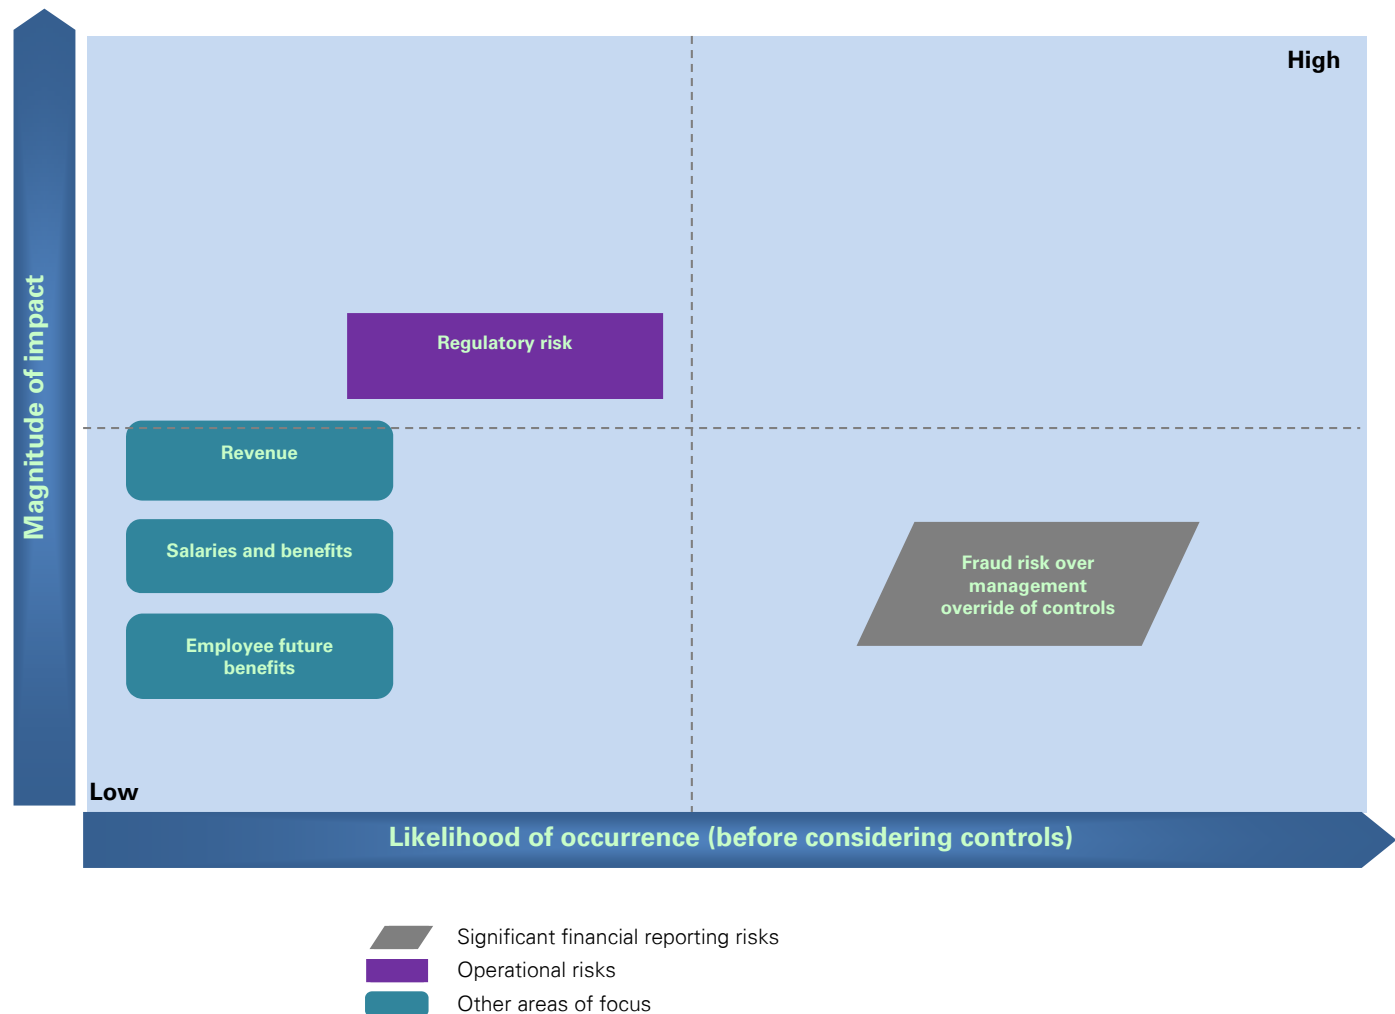 High
Magnitude of impact
Regulatory risk
Revenue
Salaries and benefits
Employee future
benefits
Fraud risk over
management
override of controls
Low
Likelihood of occurrence (before considering controls)
Significant financial reporting risks
Operational risks
Other areas of focus